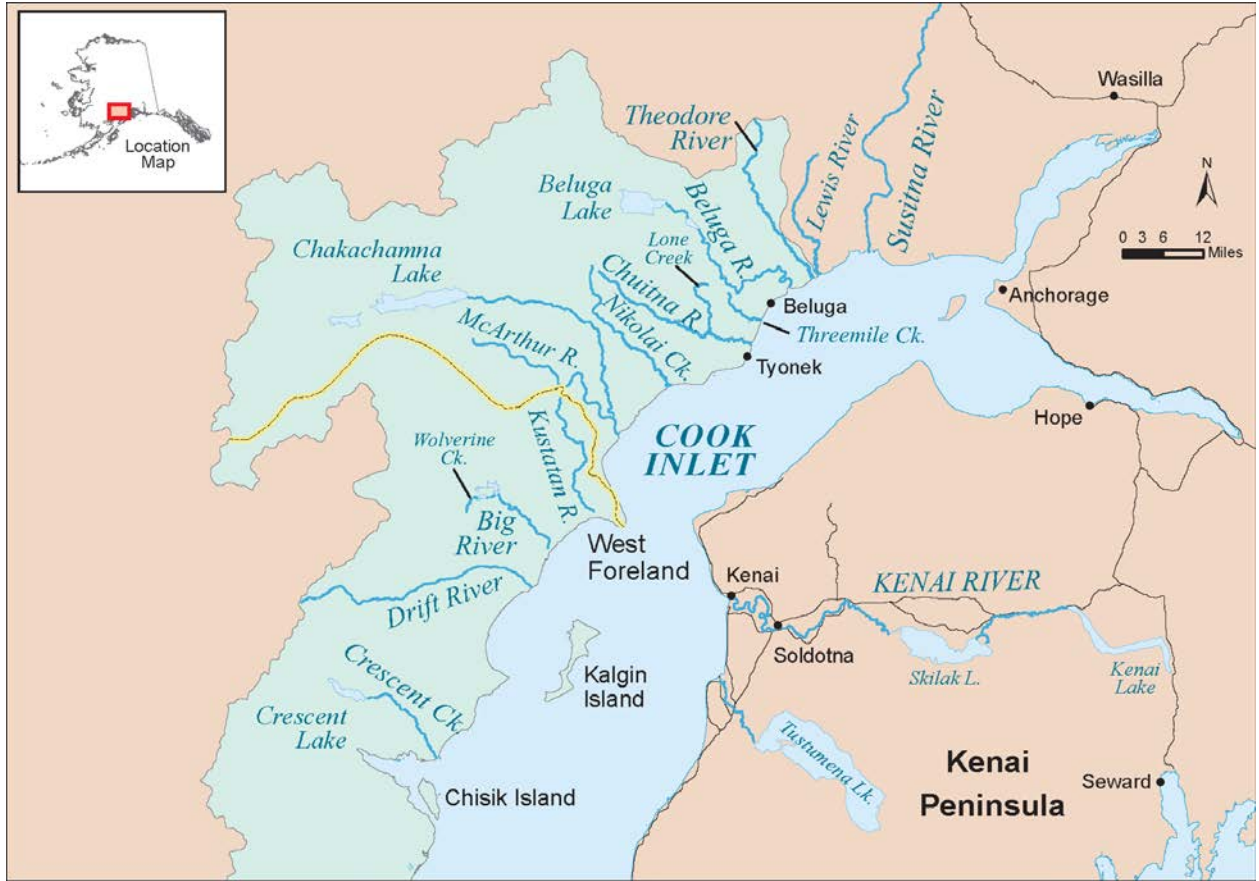 Location
Map
Wasilla
Theodore
River
Lewis River
Susitna River
N
Beluga
Lake
Beluga R.
Lone
Creek
0 3 6 12
Miles
Chakachamna
Lake
Chuitna R.
Beluga
Anchorage
Nikolai Ck.
Threemile Ck.
McArthur R.
Tyonek
Hope
Kustatan R.
COOK
INLET
Wolverine
Ck.
Big
River
West
Foreland
Kenai
KENAI RIVER
Drift River
Soldotna
Skilak L.
Kenai
Lake
Kalgin
Island
Crescent Ck.
Crescent
Lake
Tustumena Lk.
Kenai
Peninsula
Seward
Chisik Island